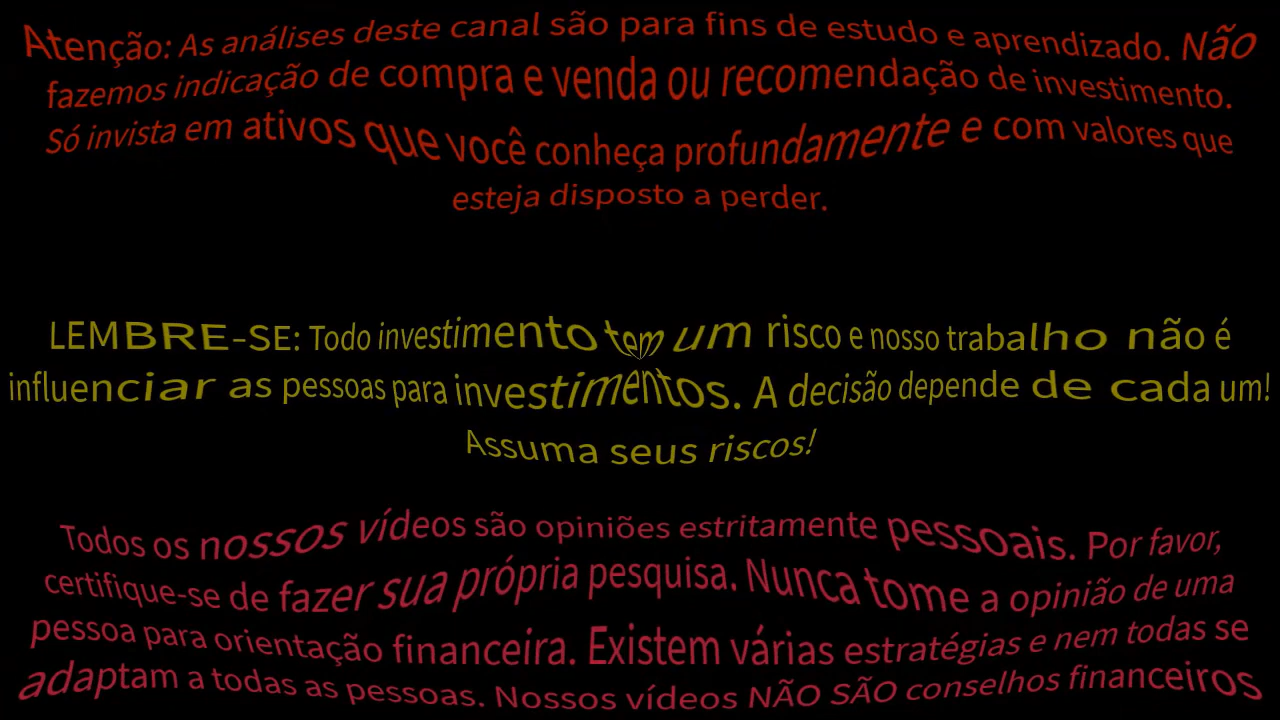 Atenção: As análises deste canal são para fins de estudo e aprendizado. Não
fazemos indicação de compra e venda ou recomendação de investimento.
Só invista em ativos que você conheça profundamente e com valores que
esteja disposto a perder.
LEMBRE-SE: Todo investimento tem um risco e nosso trabalho não é
influenciar as pessoas para investimentos. A decisão depende de cada um!
Assuma seus riscos!
Todos os nossos vídeos são opiniões estritamente pessoais. Por favor,
certifique-se de fazer sua própria pesquisa. Nunca tome a opinião de uma
pessoa para orientação financeira. Existem várias estratégias e nem todas se
adaptam a todas as pessoas. Nossos vídeos NÃO SÃO conselhos financeiros